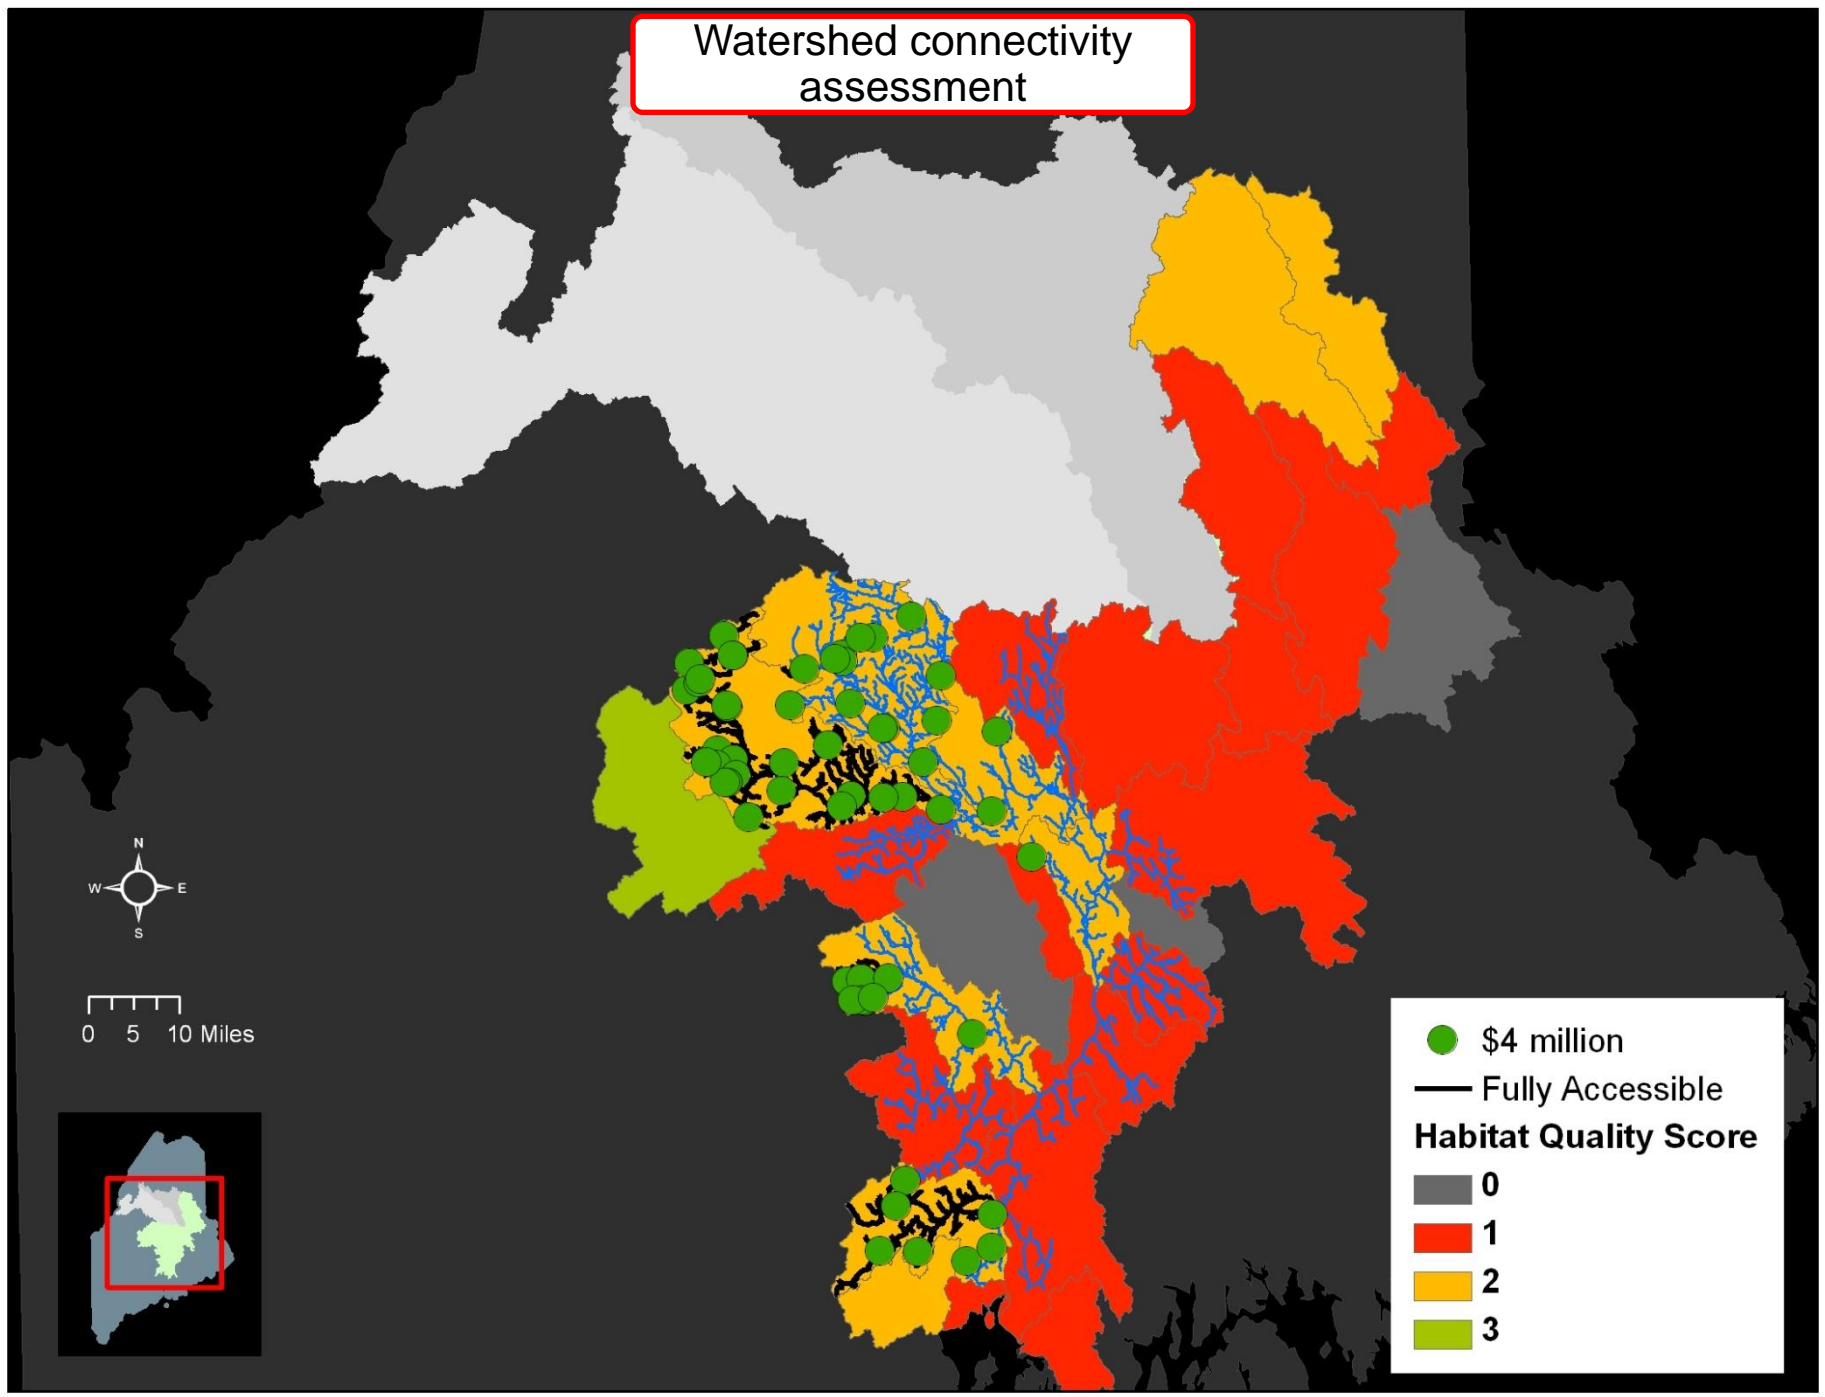 Watershed connectivity
assessment
N
W E
S
0 5 10 Miles
$4 million
Fully Accessible
Habitat Quality Score
0
1
2
3